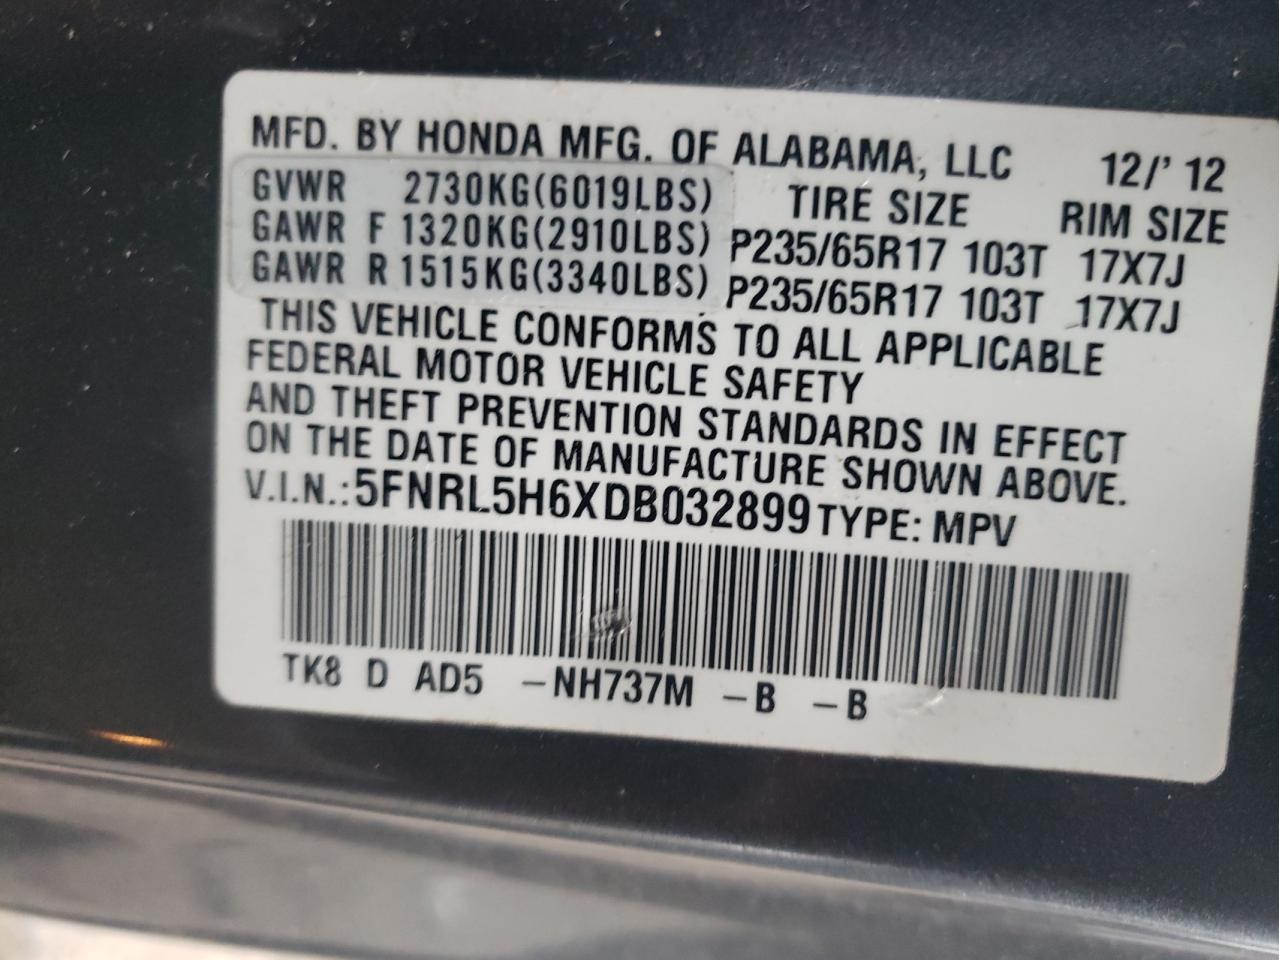 MFD. BY HONDA MFG. OF ALABAMA, LLC 12/' 12
GVWR 2730KG(6019LBS) TIRE SIZE RIM SIZE
GAWR F 1320KG(2910LBS) P235/65R17 103T 17X7J
GAWR R 1515KG(3340LBS) P235/65R17 103T 17X7J
THIS VEHICLE CONFORMS TO ALL APPLICABLE
FEDERAL MOTOR VEHICLE SAFETY
AND THEFT PREVENTION STANDARDS IN EFFECT
ON THE DATE OF MANUFACTURE SHOWN ABOVE.
V.I.N.:5FNRL5H6XDB032899 TYPE: MPV
TK8 D AD5 -NH737M -B -B